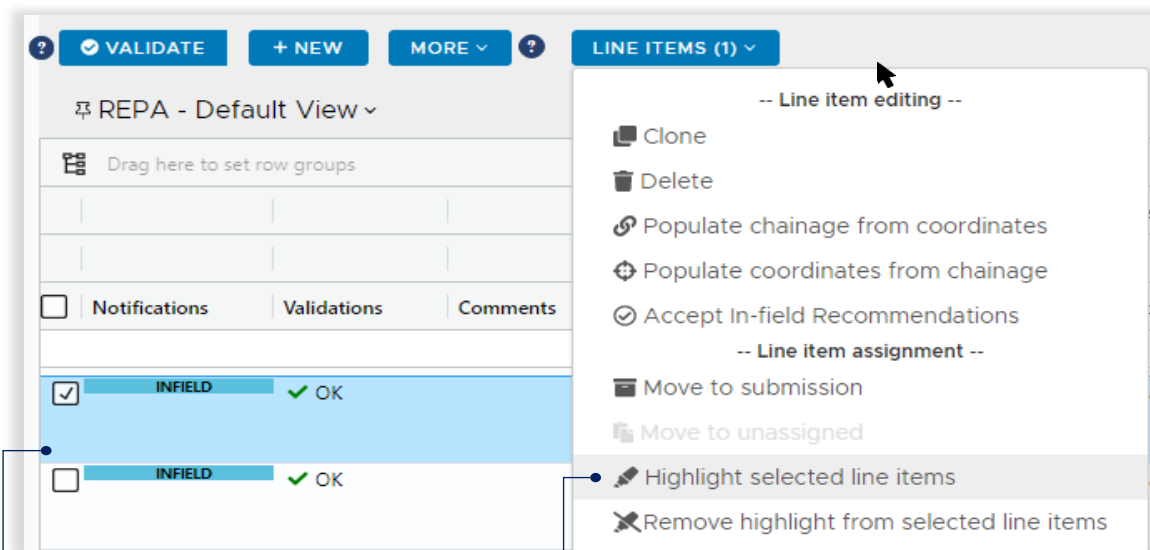 ? VALIDATE + NEW MORE ? LINE ITEMS (1)
REPA - Default View
Drag here to set row groups
Notifications Validations Comments
INFIELD OK
INFIELD OK
-- Line item editing --
Clone
Delete
Populate chainage from coordinates
Populate coordinates from chainage
Accept In-field Recommendations
-- Line item assignment --
Move to submission
Move to unassigned
Highlight selected line items
Remove highlight from selected line items